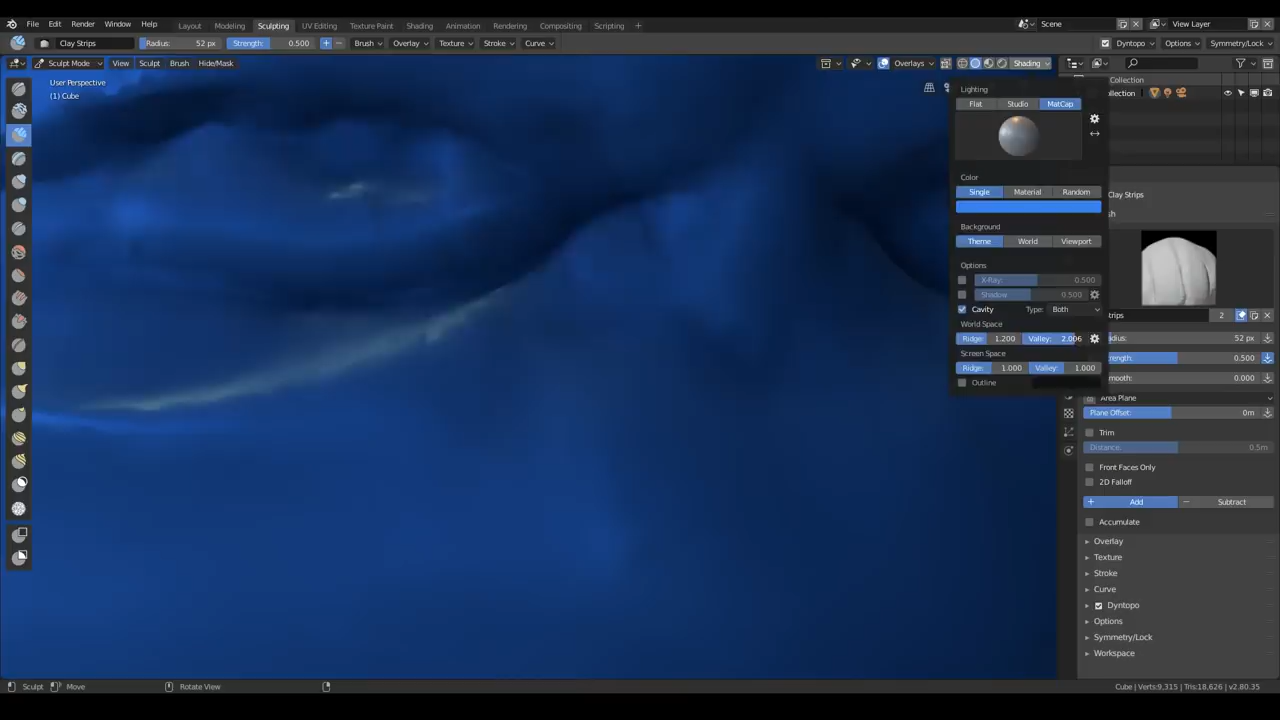 File Edit Render Window Help Layout Modeling Sculpting UV Editing Texture Paint Shading Animation Rendering Compositing Scripting + Scene View Layer
Clay Strips Radius: 52 px Strength: 0.500 Brush Overlay Texture Stroke Curve Dyntopo Options Symmetry/Lock
Sculpt Mode View Sculpt Brush Hide/Mask Overlays Shading
User Perspective
(1) Cube
Lighting
Flat Studio MatCap
Color
Single Material Random
Background
Theme World Viewport
Options
X-Ray: 0.500
Shadow 0.500
Cavity Type: Both
World Space
Ridge: 1.200 Valley: 2.006
Screen Space
Ridge: 1.000 Valley: 1.000
Outline
Collection
ollection
Clay Strips
sh
trips 2
adius: 52 px
trength: 0.500
mooth: 0.000
Area Plane
Plane Offset: 0m
Trim
Distance. 0.5m
Front Faces Only
2D Falloff
+ Add − Subtract
Accumulate
Overlay
Texture
Stroke
Curve
Dyntopo
Options
Symmetry/Lock
Workspace
Sculpt Move Rotate View Cube | Verts:9,315 | Tris:18,626 | v2.80.35